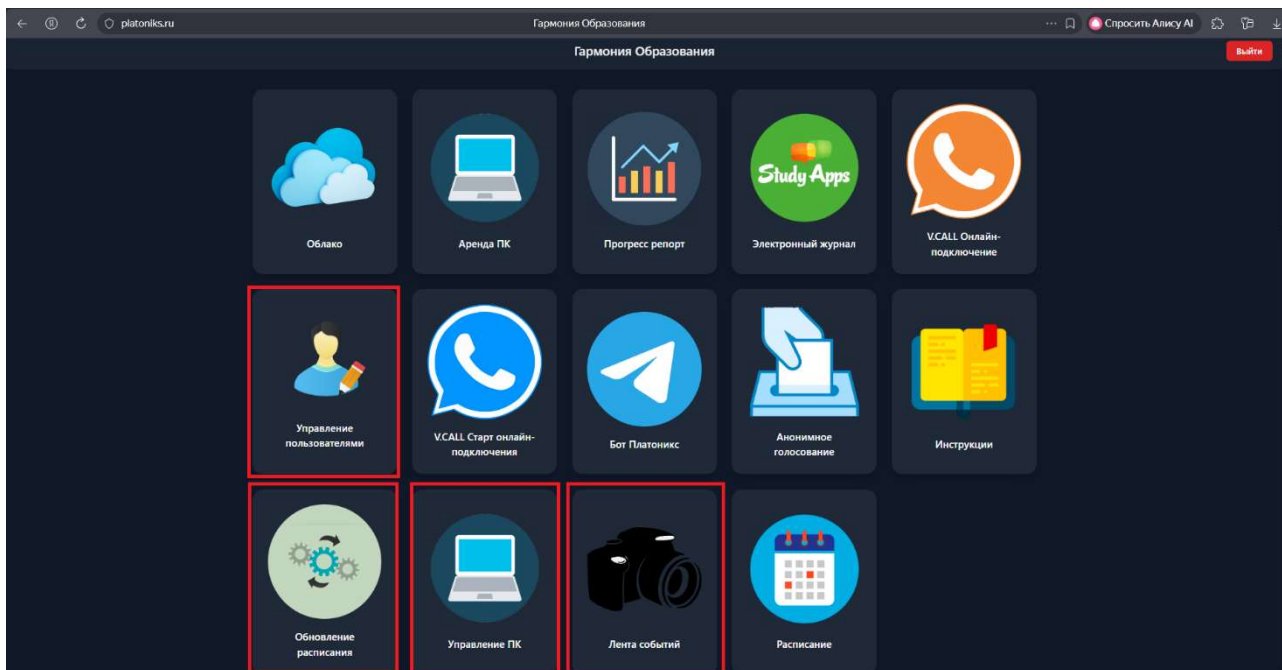 platoniks.ru
Гармония Образования
Спросить Алису AI
Гармония Образования
Выйти
Study Apps
Облако
Аренда ПК
Прогресс репорт
Электронный журнал
V.CALL Онлайн-
подключение
Управление
пользователями
V.CALL Старт онлайн-
подключения
Бот Платоникс
Анонимное
голосование
Инструкции
Обновление
расписания
Управление ПК
Лента событий
Расписание